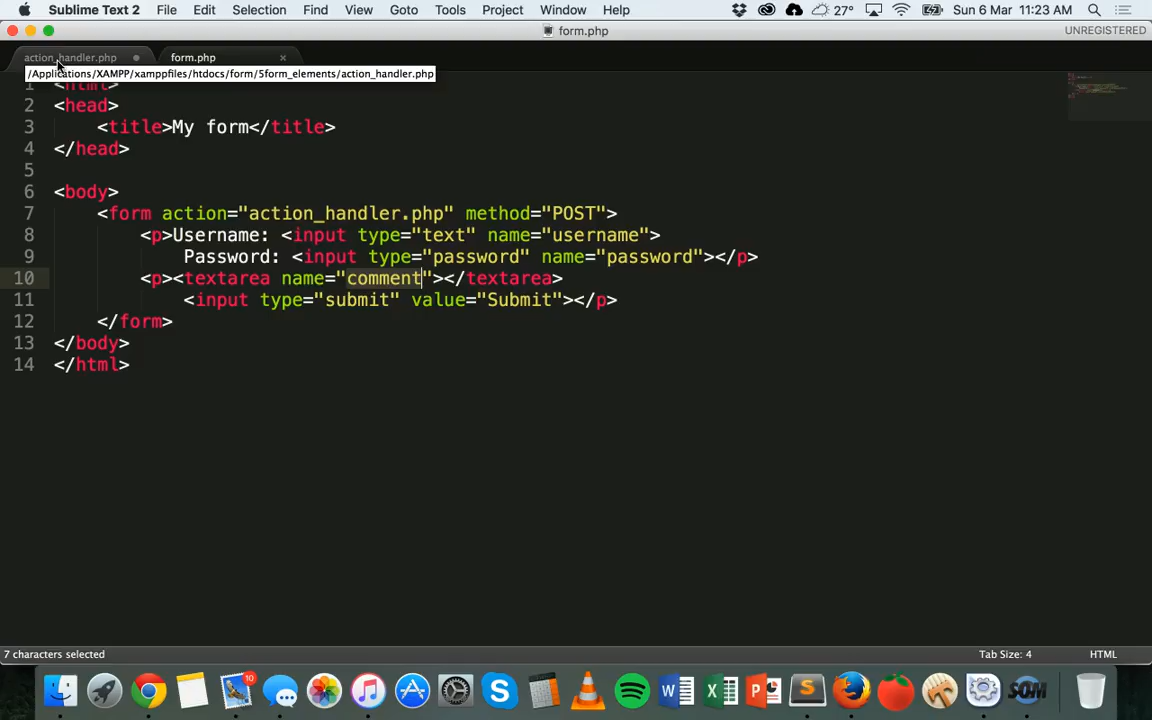 Sublime Text 2 File Edit Selection Find View Goto Tools Project Window Help 27° Sun 6 Mar 11:23 AM
form.php UNREGISTERED
action_handler.php form.php
/Applications/XAMPP/xamppfiles/htdocs/form/5form_elements/action_handler.php
1 <html>
2 <head>
3 <title>My form</title>
4 </head>
5
6 <body>
7 <form action="action_handler.php" method="POST">
8 <p>Username: <input type="text" name="username">
9 Password: <input type="password" name="password"></p>
10 <p><textarea name="comment"></textarea>
11 <input type="submit" value="Submit"></p>
12 </form>
13 </body>
14 </html>
7 characters selected Tab Size: 4 HTML
10
SOM